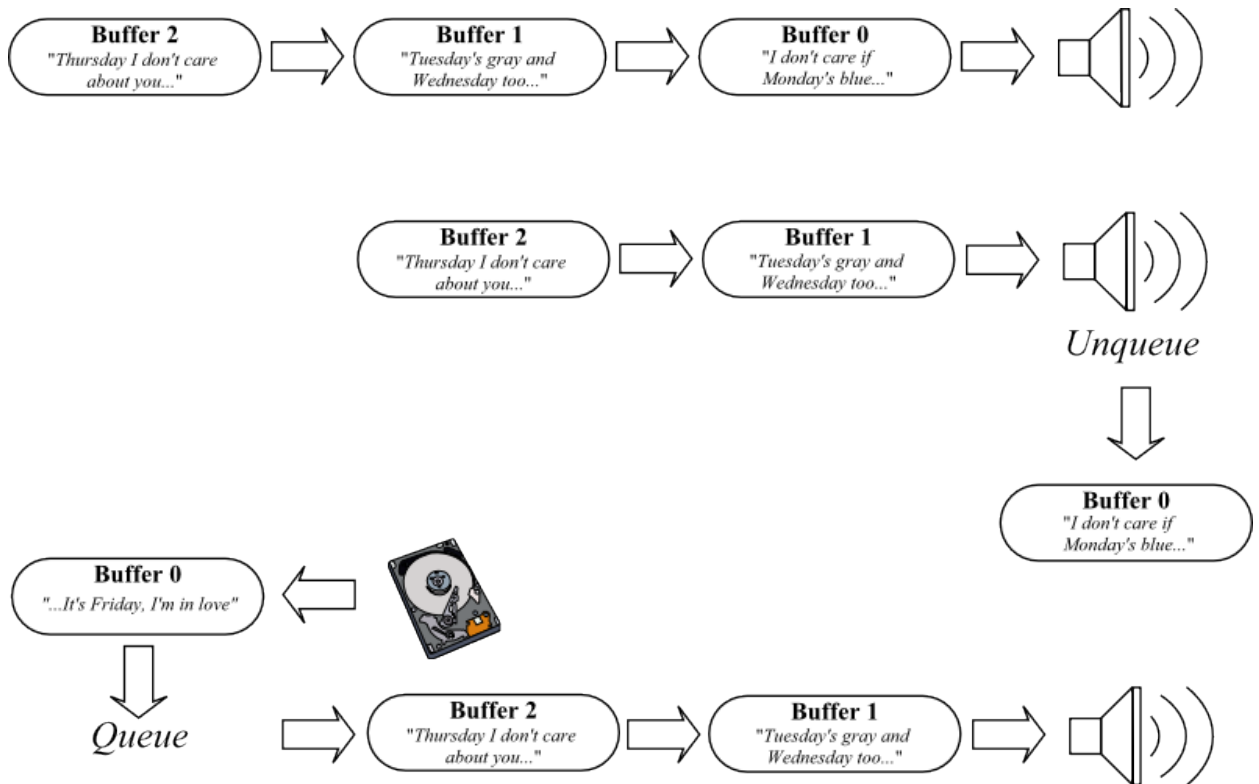 Buffer 2
"Thursday I don't care
about you..."
Buffer 1
"Tuesday's gray and
Wednesday too..."
Buffer 0
"I don't care if
Monday's blue..."
Buffer 2
"Thursday I don't care
about you..."
Buffer 1
"Tuesday's gray and
Wednesday too..."
Unqueue
Buffer 0
"I don't care if
Monday's blue..."
Buffer 0
"...It's Friday, I'm in love"
Queue
Buffer 2
"Thursday I don't care
about you..."
Buffer 1
"Tuesday's gray and
Wednesday too..."